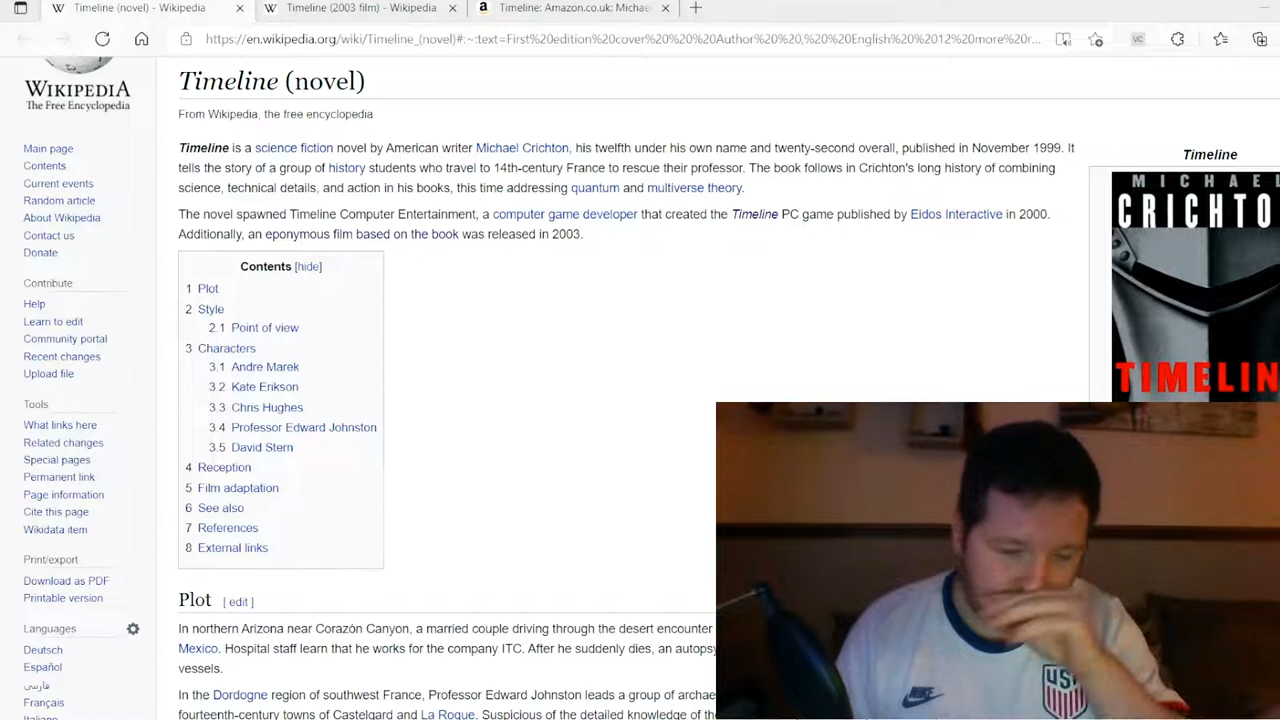 Timeline (novel) - Wikipedia
Timeline (2003 film) - Wikipedia
Timeline: Amazon.co.uk: Michae
https://en.wikipedia.org/wiki/Timeline_(novel)#:~:text=First%20edition%20cover%20%20%20Author%20%20,%20%20English%20%2012%20more%20r...
VC
WIKIPEDIA
The Free Encyclopedia
Main page
Contents
Current events
Random article
About Wikipedia
Contact us
Donate
Contribute
Help
Learn to edit
Community portal
Recent changes
Upload file
Tools
What links here
Related changes
Special pages
Permanent link
Page information
Cite this page
Wikidata item
Print/export
Download as PDF
Printable version
Languages
Deutsch
Español
فارسی
Français
Italiano
Timeline (novel)
From Wikipedia, the free encyclopedia
Timeline is a science fiction novel by American writer Michael Crichton, his twelfth under his own name and twenty-second overall, published in November 1999. It
tells the story of a group of history students who travel to 14th-century France to rescue their professor. The book follows in Crichton's long history of combining
science, technical details, and action in his books, this time addressing quantum and multiverse theory.
The novel spawned Timeline Computer Entertainment, a computer game developer that created the Timeline PC game published by Eidos Interactive in 2000.
Additionally, an eponymous film based on the book was released in 2003.
Contents [hide]
1 Plot
2 Style
2.1 Point of view
3 Characters
3.1 Andre Marek
3.2 Kate Erikson
3.3 Chris Hughes
3.4 Professor Edward Johnston
3.5 David Stern
4 Reception
5 Film adaptation
6 See also
7 References
8 External links
Plot [ edit ]
In northern Arizona near Corazón Canyon, a married couple driving through the desert encounter
Mexico. Hospital staff learn that he works for the company ITC. After he suddenly dies, an autopsy
vessels.
In the Dordogne region of southwest France, Professor Edward Johnston leads a group of archae
fourteenth-century towns of Castelgard and La Roque. Suspicious of the detailed knowledge of the
Timeline
MICHAEL
CRICHTO
TIMELIN
US